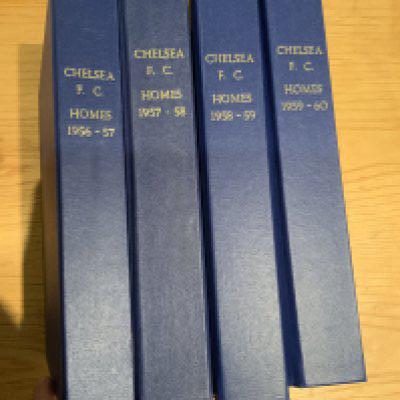 CHELSEA
F. C.
HOMES
1956 - 57
CHELSEA
F. C.
HOMES
1957 - 58
CHELSEA
F. C.
HOMES
1958 - 59
CHELSEA
F. C.
HOMES
1959 - 60